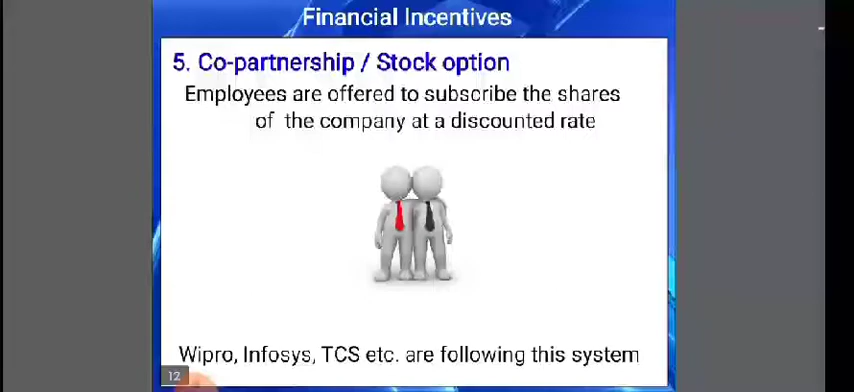 Financial Incentives
5. Co-partnership / Stock option
Employees are offered to subscribe the shares
of the company at a discounted rate
Wipro, Infosys, TCS etc. are following this system
12